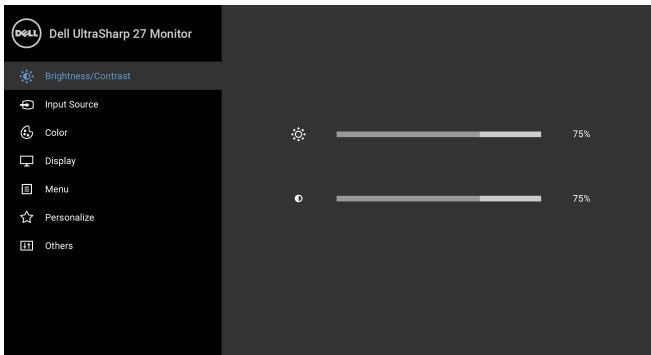 DELL
Dell UltraSharp 27 Monitor
Brightness/Contrast
Input Source
Color
Display
Menu
Personalize
Others
75%
75%